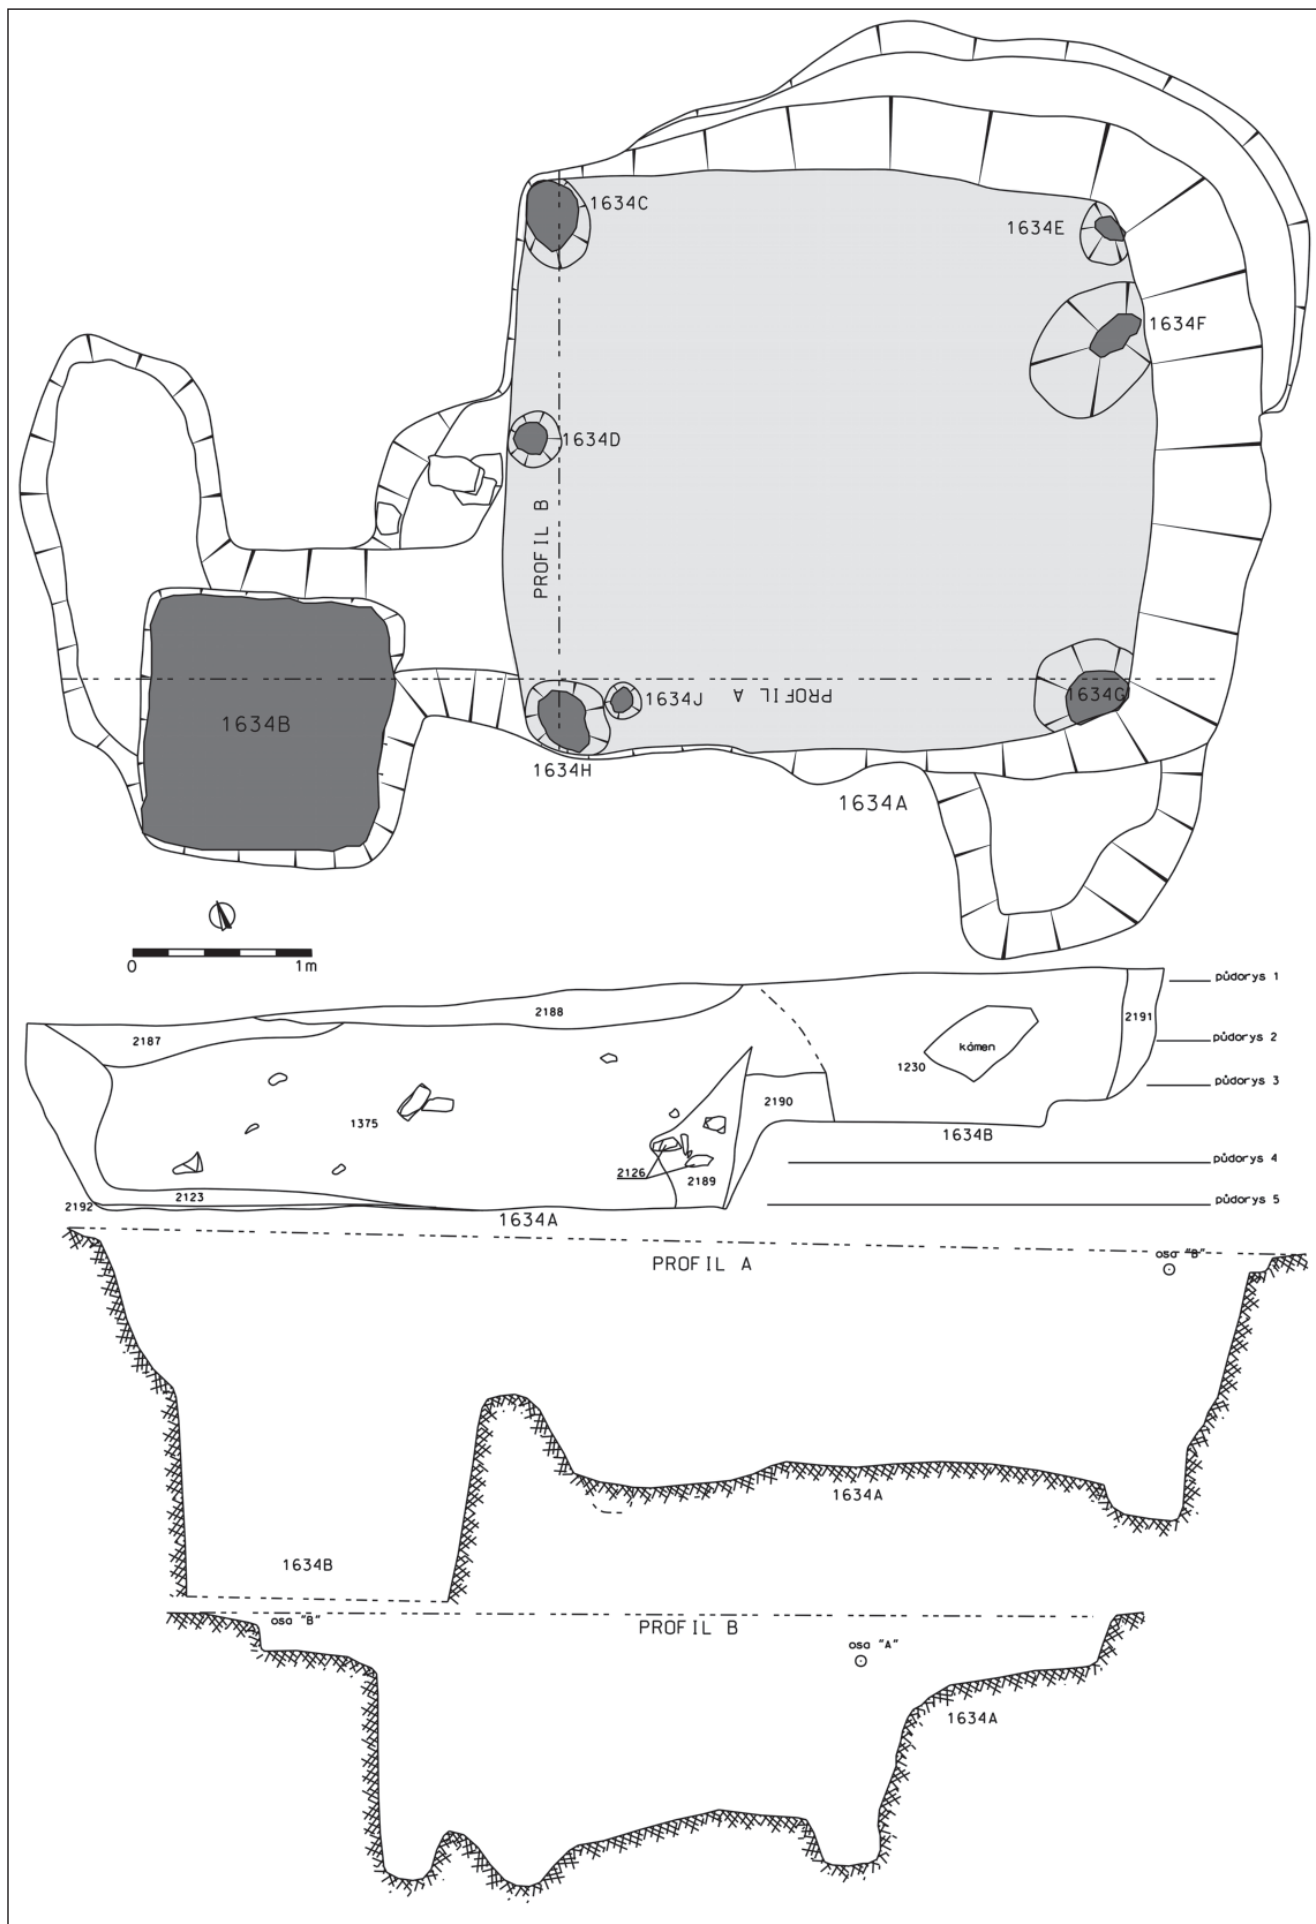 1634C
1634E
1634F
1634D
PROFIL B
PROFIL A
1634J
1634G
1634B
1634H
1634A
0 1m
půdorys 1
2188
2191
2187
půdorys 2
kámen
1230
půdorys 3
2190
1375
1634B
půdorys 4
2126
2189
2123
půdorys 5
2192
1634A
PROFIL A
osa "B"
1634A
1634B
osa "B"
PROFIL B
osa "A"
1634A